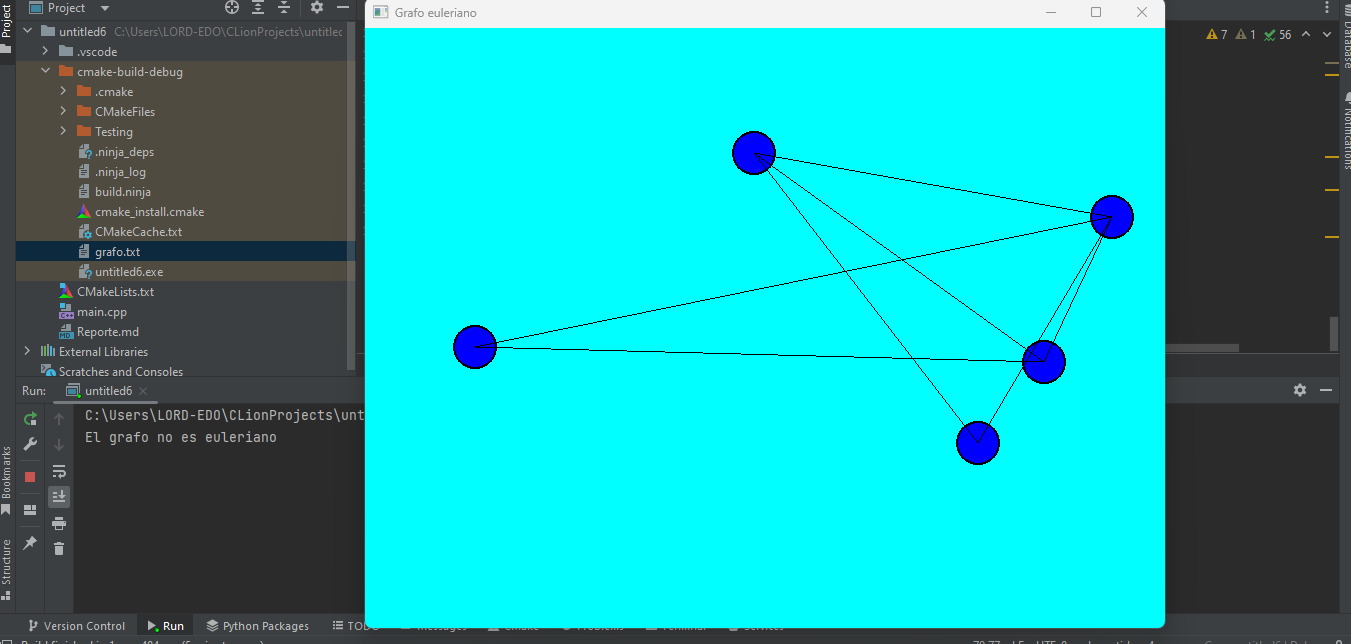 Project
Project
untitled6 C:\Users\LORD-EDO\CLionProjects\untitlec
.vscode
cmake-build-debug
.cmake
CMakeFiles
Testing
.ninja_deps
.ninja_log
build.ninja
cmake_install.cmake
CMakeCache.txt
grafo.txt
untitled6.exe
CMakeLists.txt
main.cpp
Reporte.md
External Libraries
Scratches and Consoles
Grafo euleriano
7 1 56
Database
Notifications
Run: untitled6
C:\Users\LORD-EDO\CLionProjects\unt
El grafo no es euleriano
Bookmarks
Structure
Version Control
Run
Python Packages